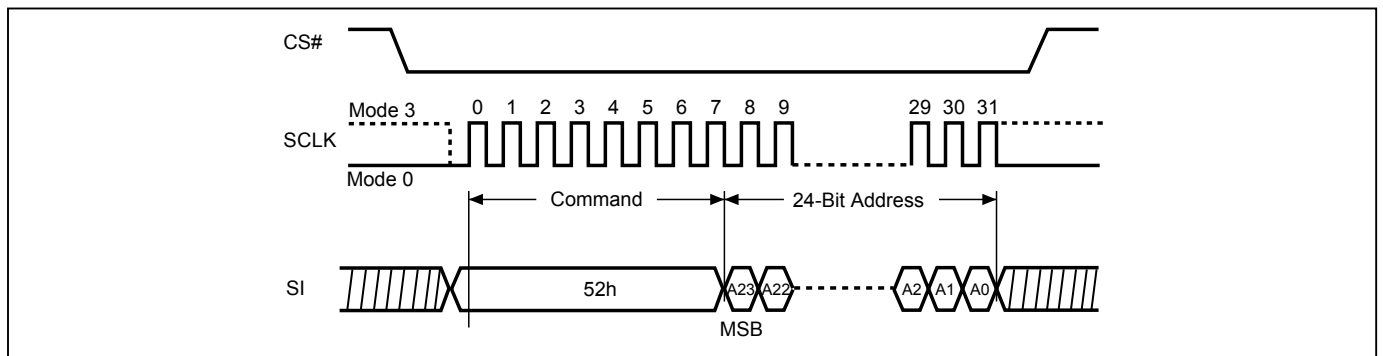 CS#
Mode 3
0 1 2 3 4 5 6 7 8 9 29 30 31
SCLK
Mode 0
Command 24-Bit Address
SI 52h A23 A22 A2 A1 A0
MSB